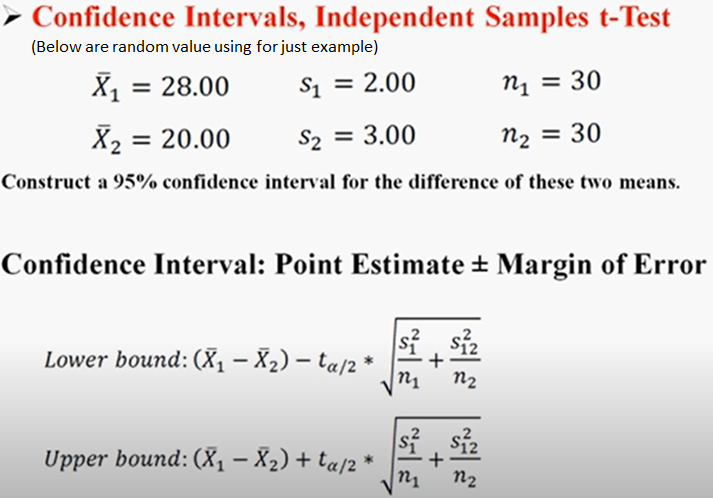 ➤ Confidence Intervals, Independent Samples t-Test
(Below are random value using for just example)
X̄₁ = 28.00 s₁ = 2.00 n₁ = 30
X̄₂ = 20.00 s₂ = 3.00 n₂ = 30
Construct a 95% confidence interval for the difference of these two means.
Confidence Interval: Point Estimate ± Margin of Error
Lower bound: (X̄₁ − X̄₂) − t_{α/2} * √(s₁²/n₁ + s₁₂²/n₂)
Upper bound: (X̄₁ − X̄₂) + t_{α/2} * √(s₁²/n₁ + s₁₂²/n₂)